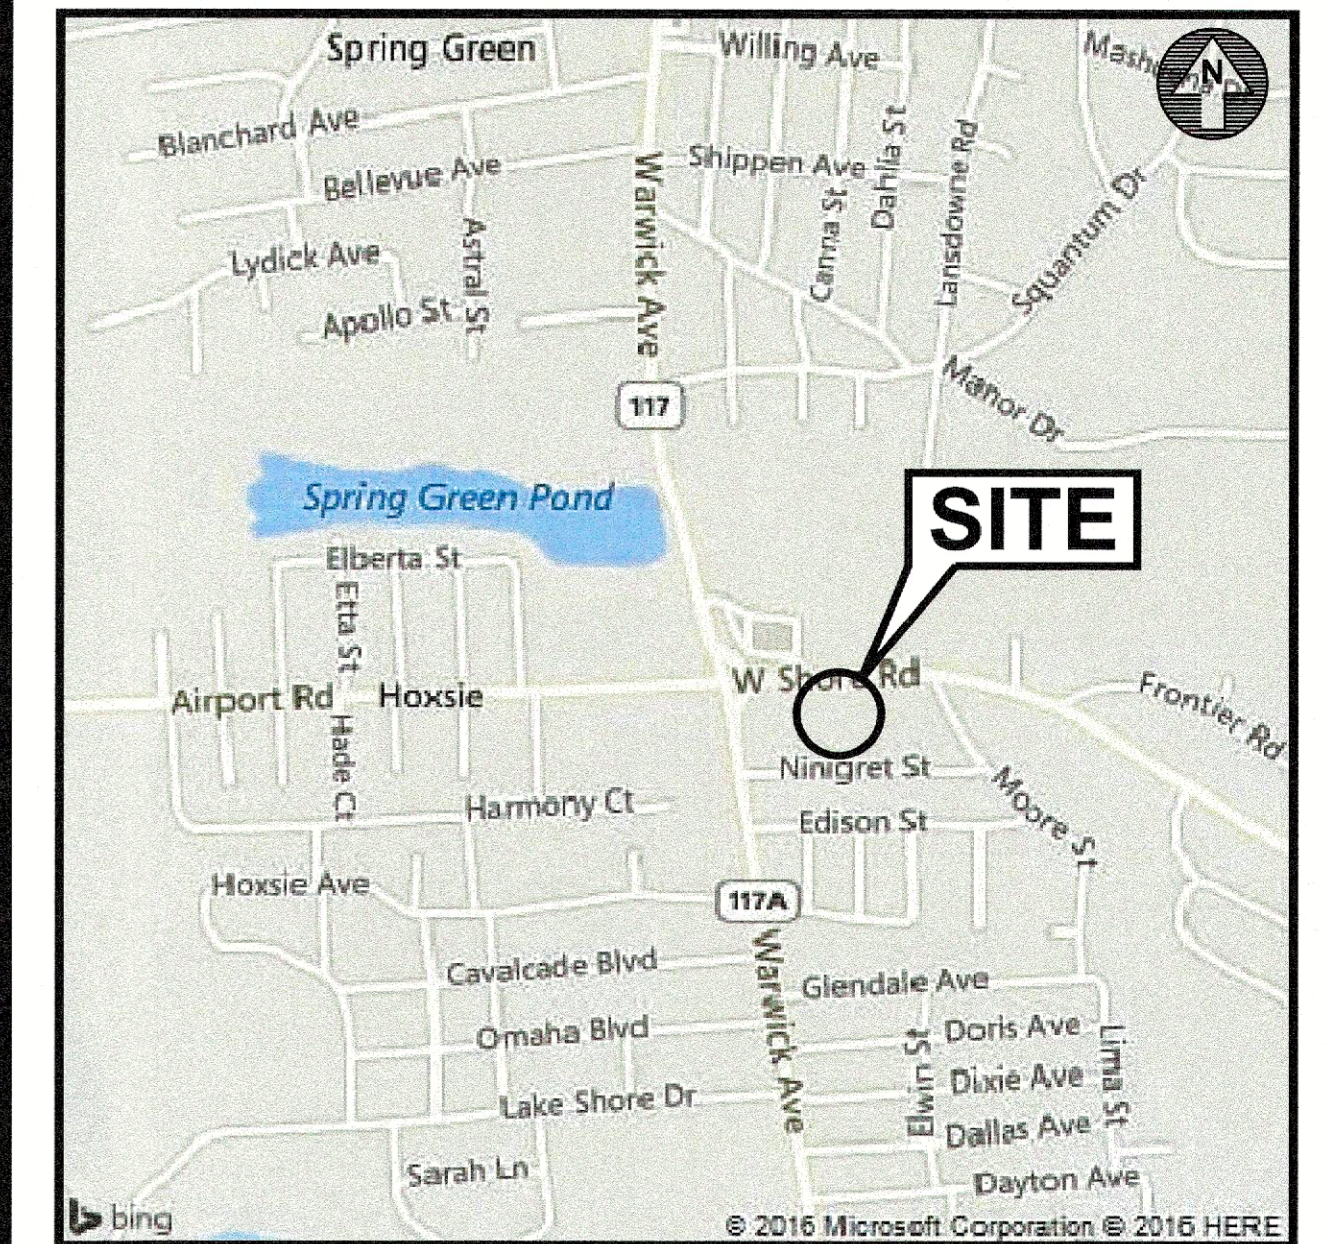 Spring Green
Willing Ave
N
Blanchard Ave
Bellevue Ave
Shippen Ave
Dahlia St
Lansdowne Rd
Squantum Dr
Canna St
Warwick Ave
Astral St
Lydick Ave
Apollo St
Manor Dr
117
Spring Green Pond
SITE
Elberta St
Etta St
W Shore Rd
Airport Rd
Hoxsie
Frontier Rd
Hade Ct
Ninigret St
Moore St
Harmony Ct
Edison St
Hoxsie Ave
117A
Warwick Ave
Cavalcade Blvd
Glendale Ave
Omaha Blvd
Doris Ave
Elwin St
Lima St
Dixie Ave
Lake Shore Dr
Dallas Ave
Sarah Ln
Dayton Ave
bing
© 2016 Microsoft Corporation © 2016 HERE